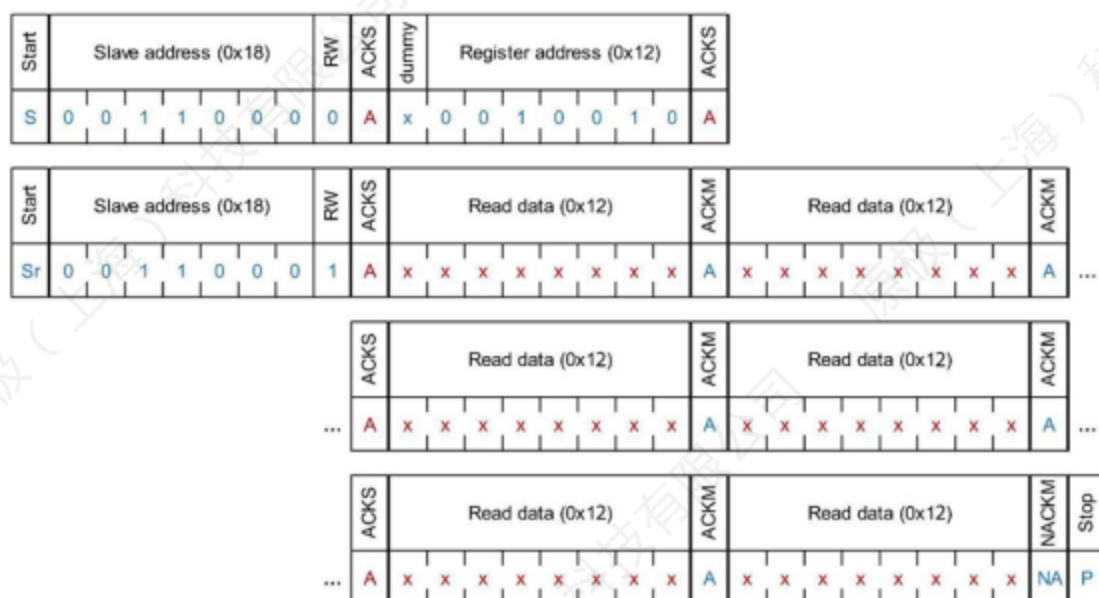 Start Slave address (0x18) RW ACKS dummy Register address (0x12) ACKS
S 0 0 1 1 0 0 0 0 A x 0 0 1 0 0 1 0 A
Start Slave address (0x18) RW ACKS Read data (0x12) ACKM Read data (0x12) ACKM
Sr 0 0 1 1 0 0 0 1 A x x x x x x x x A x x x x x x x x A ...
ACKS Read data (0x12) ACKM Read data (0x12) ACKM
... A x x x x x x x x A x x x x x x x x A ...
ACKS Read data (0x12) ACKM Read data (0x12) NACKM Stop
... A x x x x x x x x A x x x x x x x x NA P